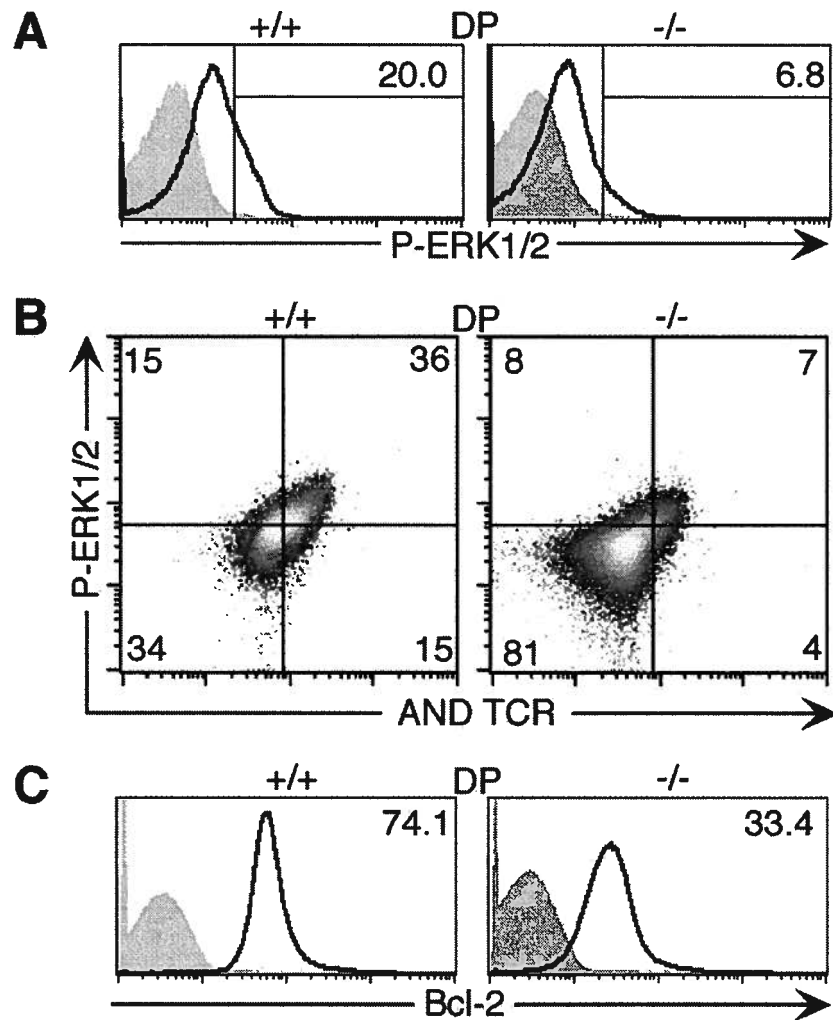 A
+/+ DP -/-
20.0 6.8
P-ERK1/2
B
+/+ DP -/-
15 36 8 7
P-ERK1/2
34 15 81 4
AND TCR
C
+/+ DP -/-
74.1 33.4
Bcl-2